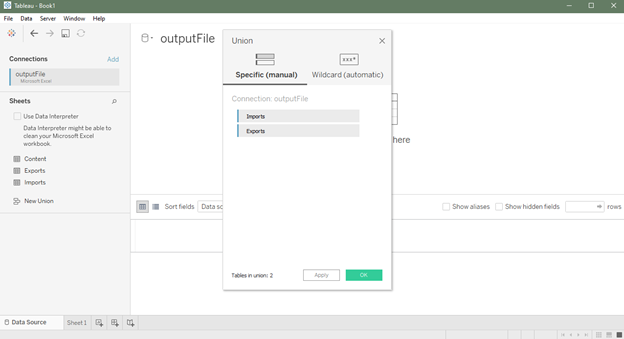 Tableau - Book1
File Data Server Window Help
Connections Add
outputFile
Microsoft Excel
Sheets
Use Data Interpreter
Data Interpreter might be able to
clean your Microsoft Excel
workbook.
Content
Exports
Imports
New Union
outputFile
Union
Specific (manual) Wildcard (automatic)
xxx*
Connection: outputFile
Imports
Exports
Tables in union: 2 Apply OK
here
Sort fields Data so
Show aliases Show hidden fields rows
Data Source Sheet 1